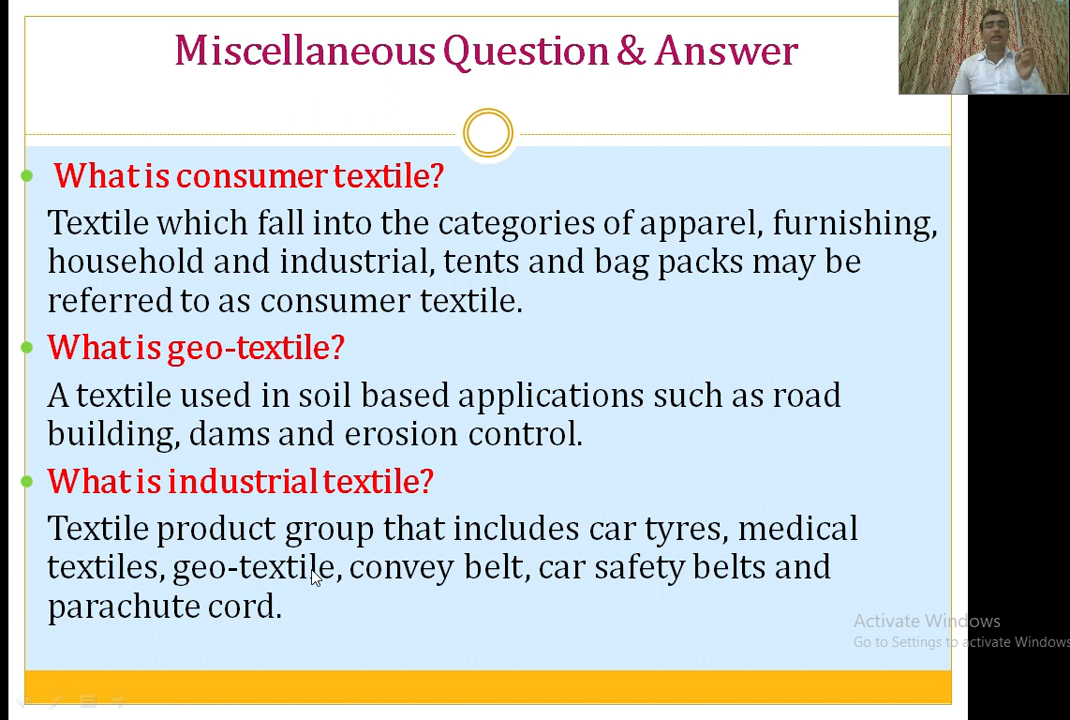 Miscellaneous Question & Answer
What is consumer textile?
Textile which fall into the categories of apparel, furnishing,
household and industrial, tents and bag packs may be
referred to as consumer textile.
What is geo-textile?
A textile used in soil based applications such as road
building, dams and erosion control.
What is industrial textile?
Textile product group that includes car tyres, medical
textiles, geo-textile, convey belt, car safety belts and
parachute cord.
Activate Windows
Go to Settings to activate Windows